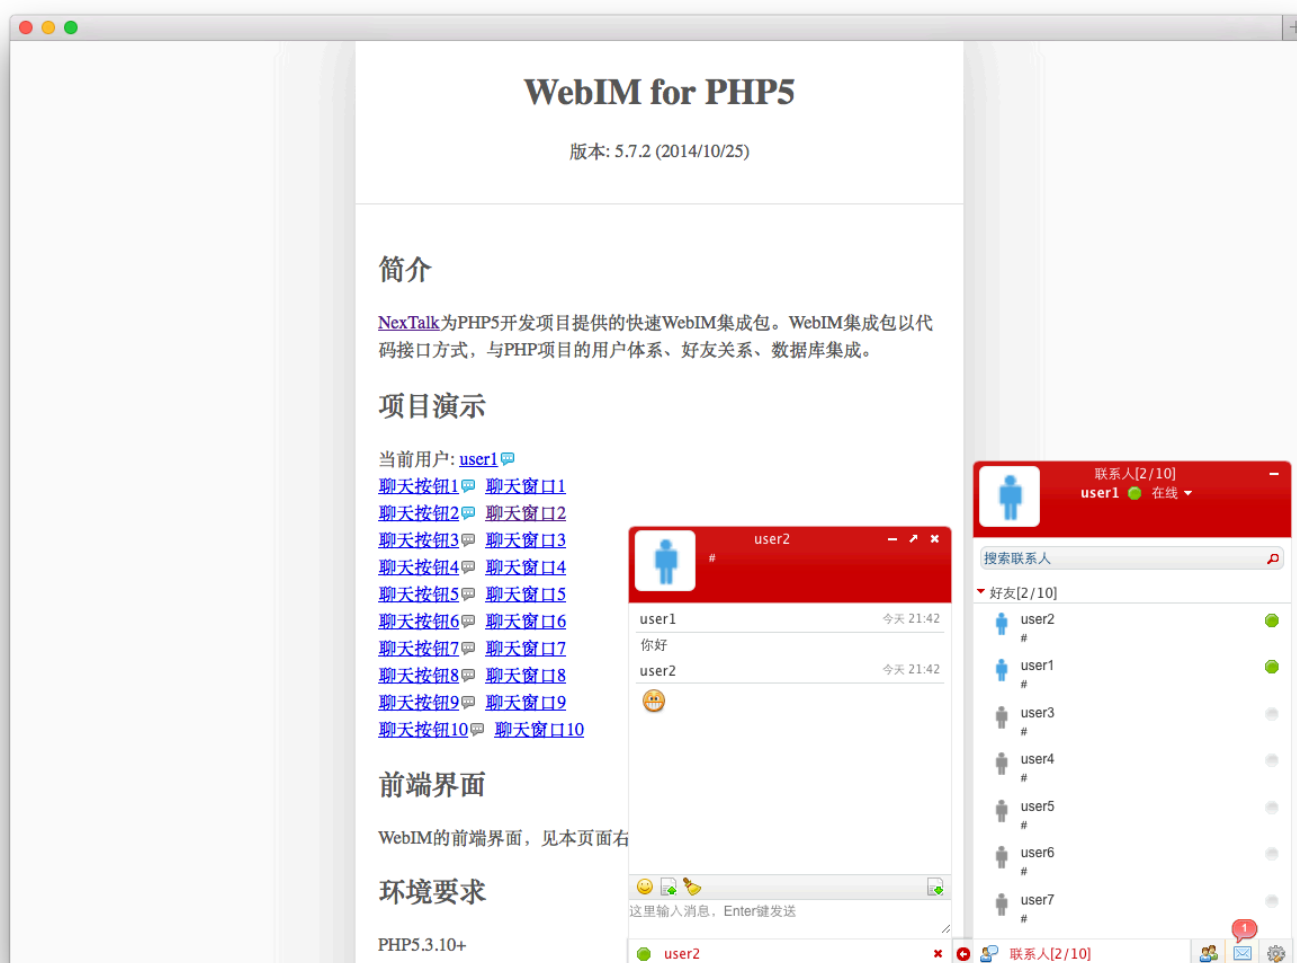 WebIM for PHP5
版本: 5.7.2 (2014/10/25)
简介
NexTalk为PHP5开发项目提供的快速WebIM集成包。WebIM集成包以代
码接口方式，与PHP项目的用户体系、好友关系、数据库集成。
项目演示
当前用户: user1
聊天按钮1 聊天窗口1
聊天按钮2 聊天窗口2
聊天按钮3 聊天窗口3
聊天按钮4 聊天窗口4
聊天按钮5 聊天窗口5
聊天按钮6 聊天窗口6
聊天按钮7 聊天窗口7
聊天按钮8 聊天窗口8
聊天按钮9 聊天窗口9
聊天按钮10 聊天窗口10
前端界面
WebIM的前端界面，见本页面右
环境要求
PHP5.3.10+
user2
#
user1 今天 21:42
你好
user2 今天 21:42
这里输入消息，Enter键发送
user2
联系人[2/10]
user1 在线
搜索联系人
好友[2/10]
user2
#
user1
#
user3
#
user4
#
user5
#
user6
#
user7
#
1
联系人[2/10]